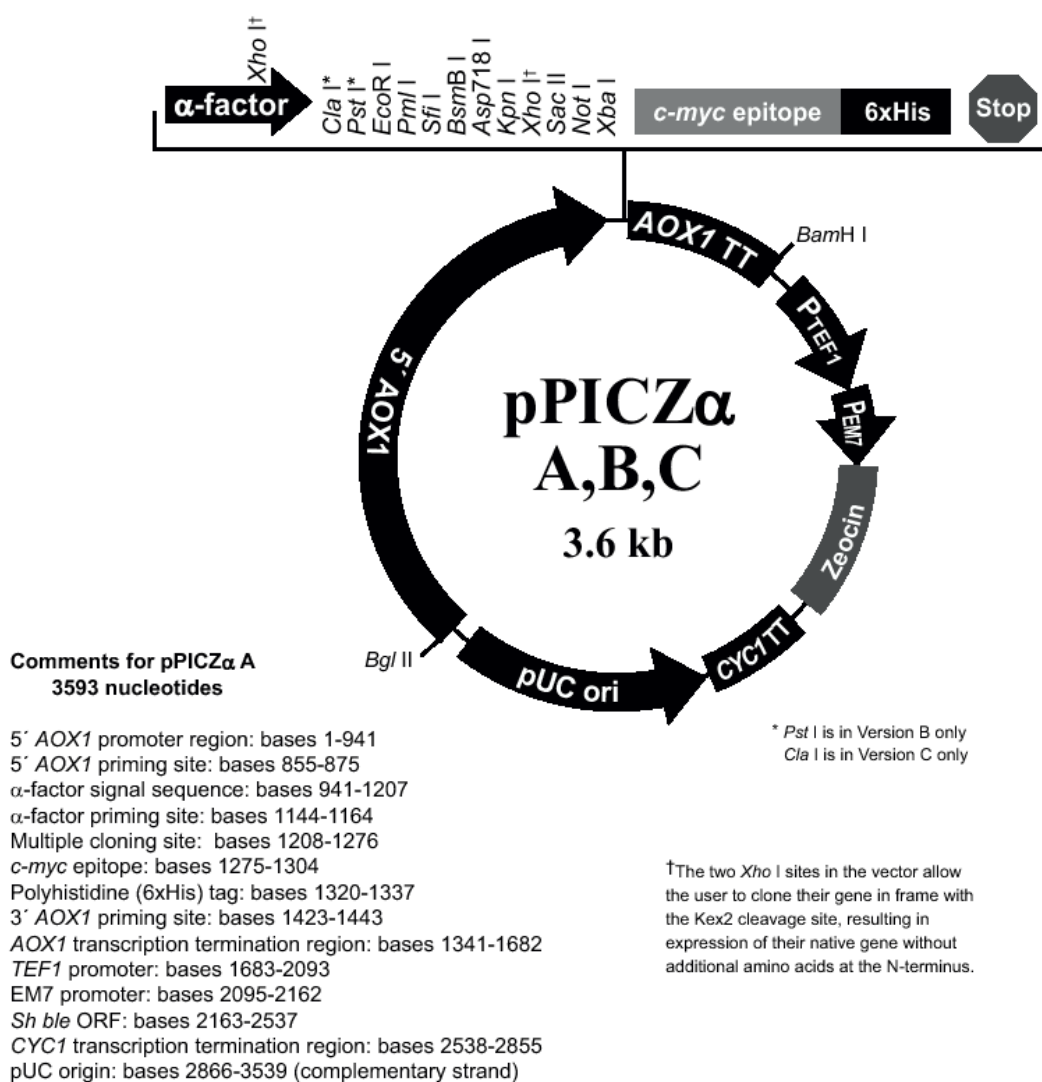 Xho I†
α-factor
Cla I*
Pst I*
EcoR I
Pml I
Sfi I
BsmB I
Asp718 I
Kpn I
Xho I†
Sac II
Not I
Xba I
c-myc epitope
6xHis
Stop
AOX1 TT
BamH I
PTEF1
PEM7
Zeocin
CYC1 TT
pUC ori
Bgl II
5´ AOX1
pPICZα
A,B,C
3.6 kb
Comments for pPICZα A
3593 nucleotides
5´ AOX1 promoter region: bases 1-941
5´ AOX1 priming site: bases 855-875
α-factor signal sequence: bases 941-1207
α-factor priming site: bases 1144-1164
Multiple cloning site: bases 1208-1276
c-myc epitope: bases 1275-1304
Polyhistidine (6xHis) tag: bases 1320-1337
3´ AOX1 priming site: bases 1423-1443
AOX1 transcription termination region: bases 1341-1682
TEF1 promoter: bases 1683-2093
EM7 promoter: bases 2095-2162
Sh ble ORF: bases 2163-2537
CYC1 transcription termination region: bases 2538-2855
pUC origin: bases 2866-3539 (complementary strand)
* Pst I is in Version B only
Cla I is in Version C only
†The two Xho I sites in the vector allow
the user to clone their gene in frame with
the Kex2 cleavage site, resulting in
expression of their native gene without
additional amino acids at the N-terminus.